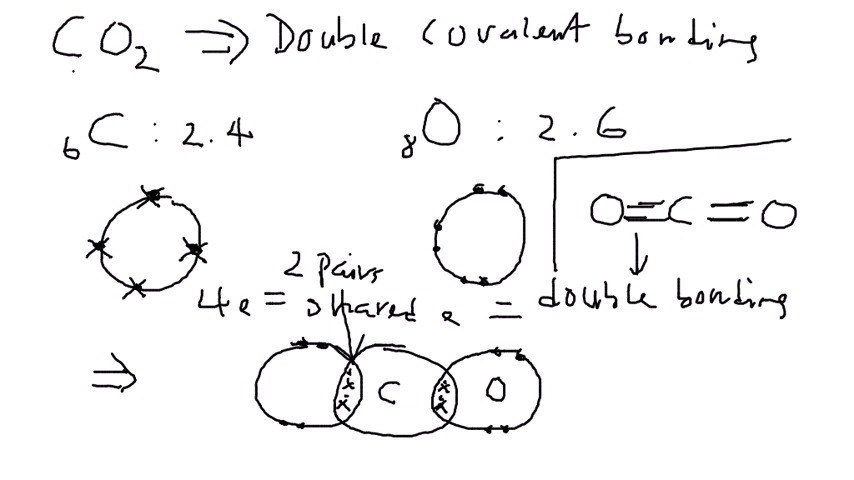 CO₂ ⇒ Double covalent bonding
₆C : 2.4
₈O : 2.6
O=C=O
2 pairs
4e = shared e = double bonding
⇒ C O